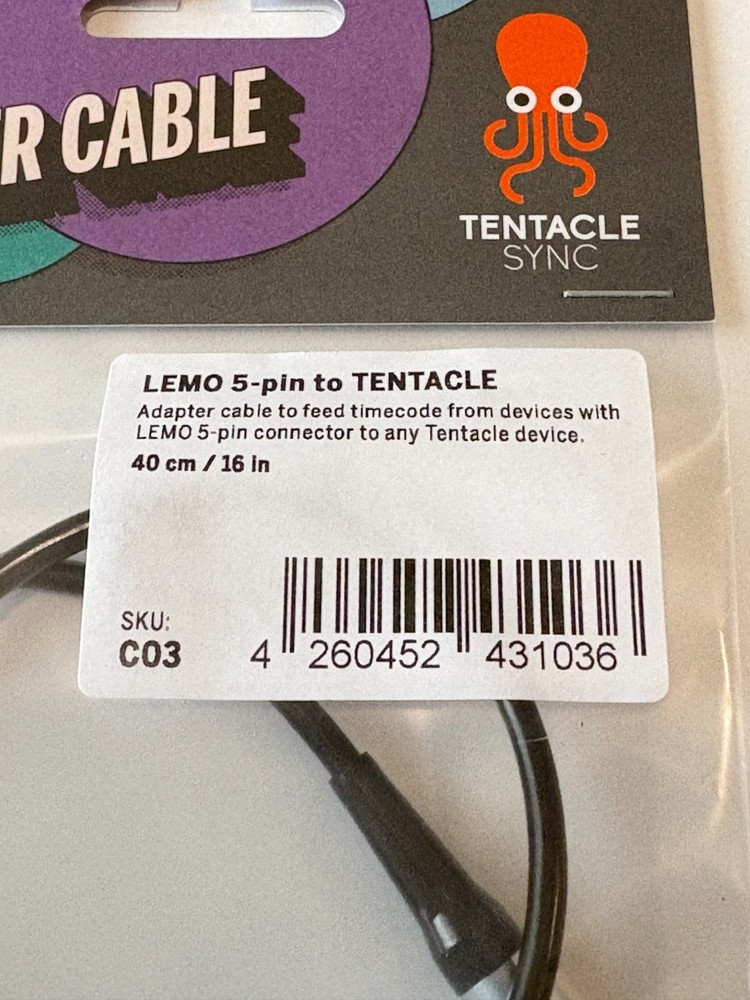 R CABLE
TENTACLE
SYNC
LEMO 5-pin to TENTACLE
Adapter cable to feed timecode from devices with
LEMO 5-pin connector to any Tentacle device.
40 cm / 16 in
SKU:
C03
4 260452 431036